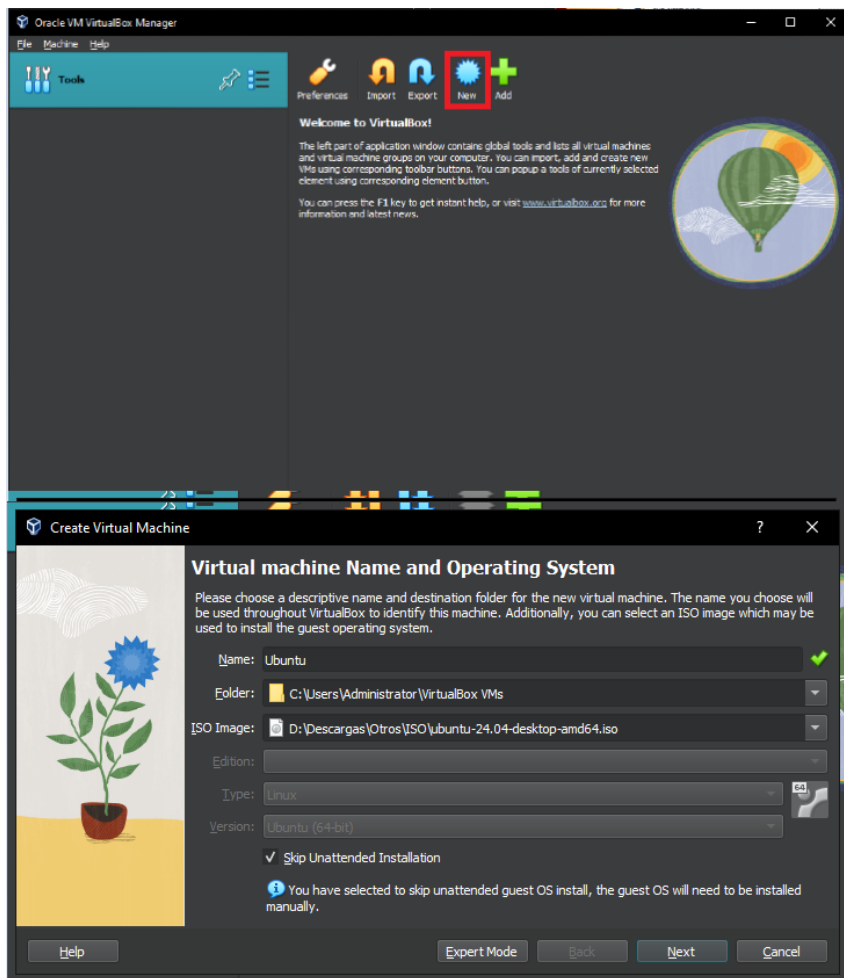 Oracle VM VirtualBox Manager
File Machine Help
Tools
Preferences Import Export New Add
Welcome to VirtualBox!
The left part of application window contains global tools and lists all virtual machines
and virtual machine groups on your computer. You can import, add and create new
VMs using corresponding toolbar buttons. You can popup a tools of currently selected
element using corresponding element button.
You can press the F1 key to get instant help, or visit www.virtualbox.org for more
information and latest news.
Create Virtual Machine
?
Virtual machine Name and Operating System
Please choose a descriptive name and destination folder for the new virtual machine. The name you choose will
be used throughout VirtualBox to identify this machine. Additionally, you can select an ISO image which may be
used to install the guest operating system.
Name: Ubuntu
Folder: C:\Users\Administrator\VirtualBox VMs
ISO Image: D:\Descargas\Otros\ISO\ubuntu-24.04-desktop-amd64.iso
Edition:
Type: Linux
64
Version: Ubuntu (64-bit)
Skip Unattended Installation
You have selected to skip unattended guest OS install, the guest OS will need to be installed
manually.
Help Expert Mode Back Next Cancel